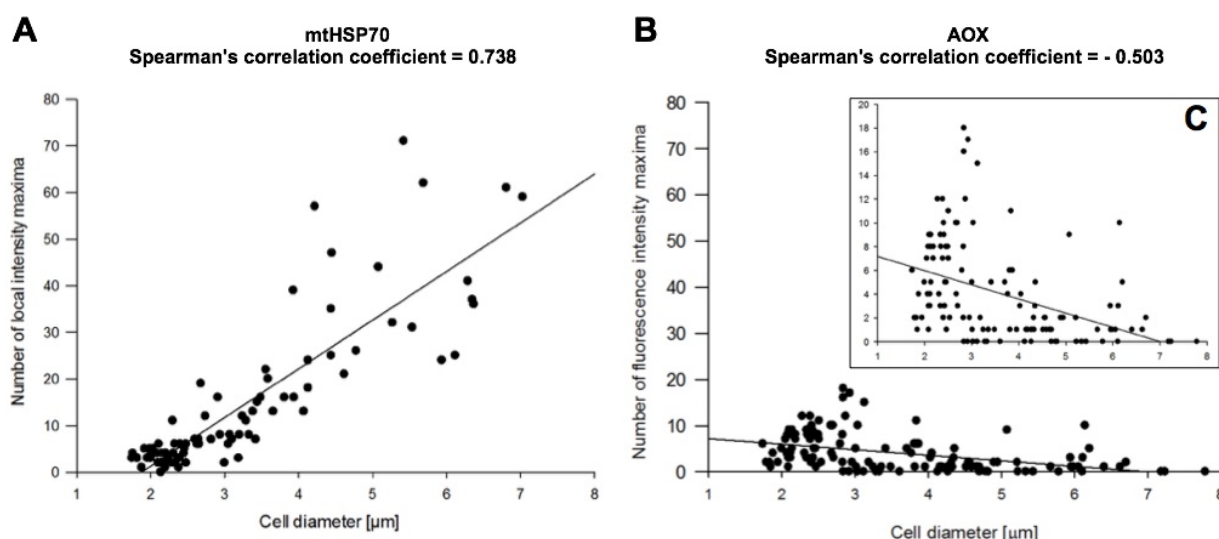 A
mtHSP70
Spearman's correlation coefficient = 0.738
Number of local intensity maxima
80
70
60
50
40
30
20
10
0
1 2 3 4 5 6 7 8
Cell diameter [µm]
B
AOX
Spearman's correlation coefficient = - 0.503
Number of fluorescence intensity maxima
80
70
60
50
40
30
20
10
0
1 2 3 4 5 6 7 8
Cell diameter [µm]
C
20
18
16
14
12
10
8
6
4
2
0
1 2 3 4 5 6 7 8